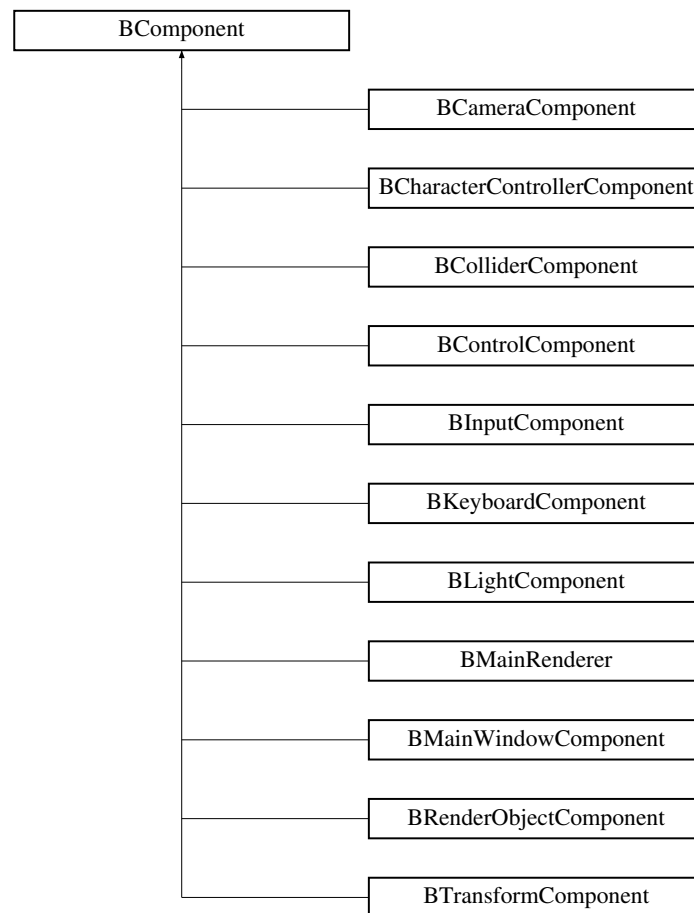 BComponent
BCameraComponent
BCharacterControllerComponent
BColliderComponent
BControlComponent
BInputComponent
BKeyboardComponent
BLightComponent
BMainRenderer
BMainWindowComponent
BRenderObjectComponent
BTransformComponent